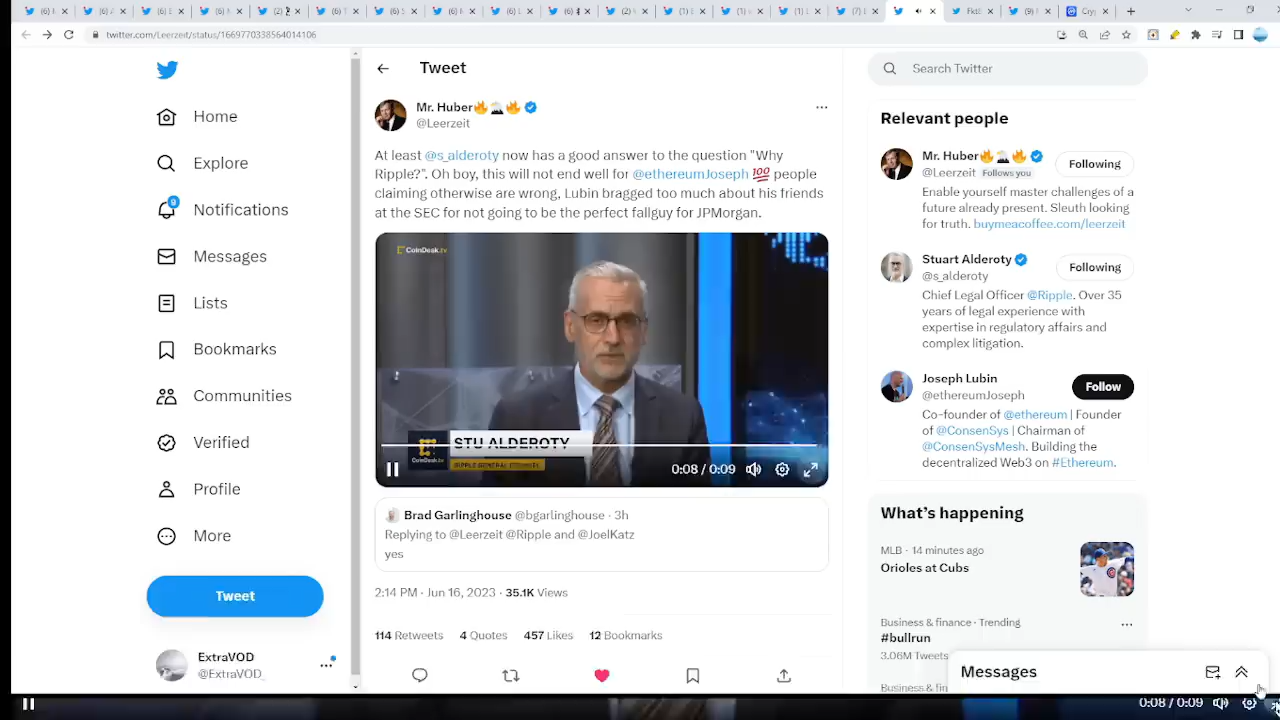 twitter.com/Leerzeit/status/1669770338564014106
Home
Explore
9
Notifications
Messages
Lists
Bookmarks
Communities
Verified
Profile
More
Tweet
ExtraVOD
@ExtraVOD_
Tweet
Mr. Huber🔥🏔🔥
@Leerzeit
At least @s_alderoty now has a good answer to the question "Why
Ripple?". Oh boy, this will not end well for @ethereumJoseph 💯 people
claiming otherwise are wrong, Lubin bragged too much about his friends
at the SEC for not going to be the perfect fallguy for JPMorgan.
CoinDesk.tv
CoinDesk.tv
STU ALDEROTY
RIPPLE GENERAL COUNSEL
0:08 / 0:09
Brad Garlinghouse @bgarlinghouse · 3h
Replying to @Leerzeit @Ripple and @JoelKatz
yes
2:14 PM · Jun 16, 2023 · 35.1K Views
114 Retweets 4 Quotes 457 Likes 12 Bookmarks
Search Twitter
Relevant people
Mr. Huber🔥🏔🔥
@Leerzeit Follows you
Following
Enable yourself master challenges of a
future already present. Sleuth looking
for truth. buymeacoffee.com/leerzeit
Stuart Alderoty
@s_alderoty
Following
Chief Legal Officer @Ripple. Over 35
years of legal experience with
expertise in regulatory affairs and
complex litigation.
Joseph Lubin
@ethereumJoseph
Follow
Co-founder of @ethereum | Founder
of @ConsenSys | Chairman of
@ConsenSysMesh. Building the
decentralized Web3 on #Ethereum.
What's happening
MLB · 14 minutes ago
Orioles at Cubs
Business & finance · Trending
#bullrun
3.06M Tweets
Business & fin
Messages
0:08 / 0:09